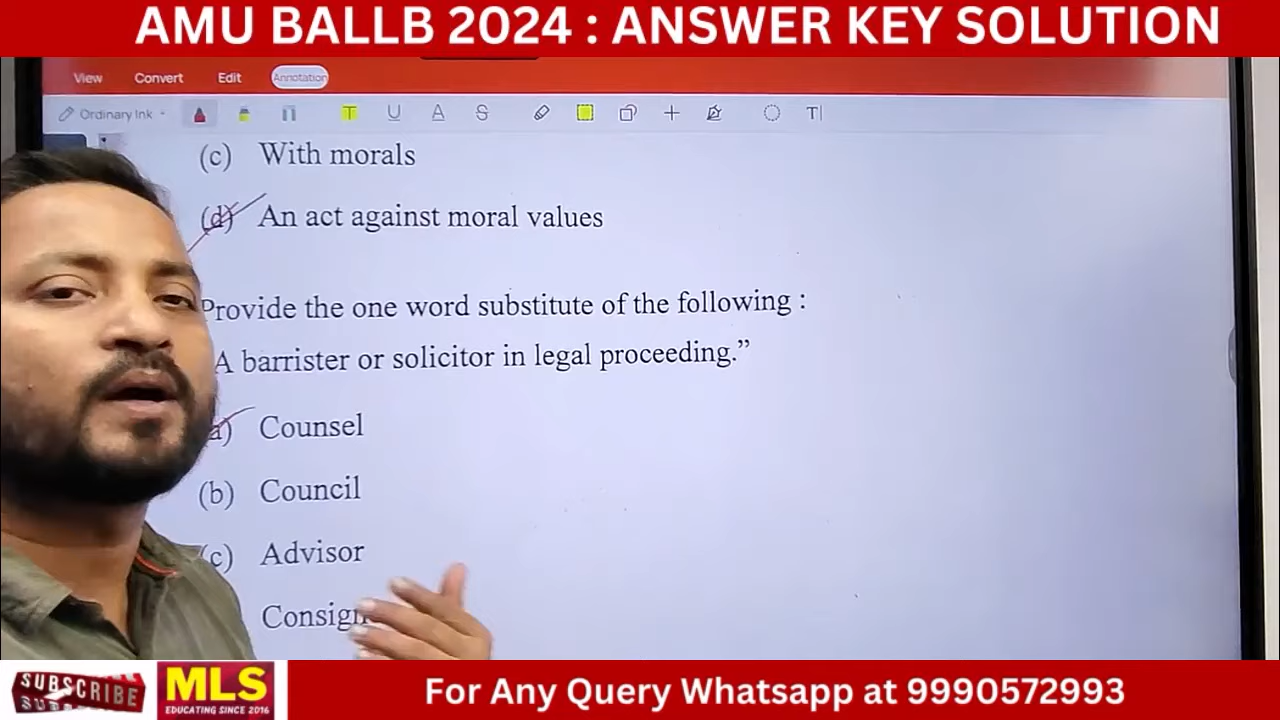 AMU BALLB 2024 : ANSWER KEY SOLUTION
View Convert Edit Annotation
Ordinary Ink T U A S T
(c) With morals
(d) An act against moral values
Provide the one word substitute of the following :
A barrister or solicitor in legal proceeding.”
a) Counsel
(b) Council
(c) Advisor
SUBSCRIBE
MLS
EDUCATING SINCE 2016
For Any Query Whatsapp at 9990572993